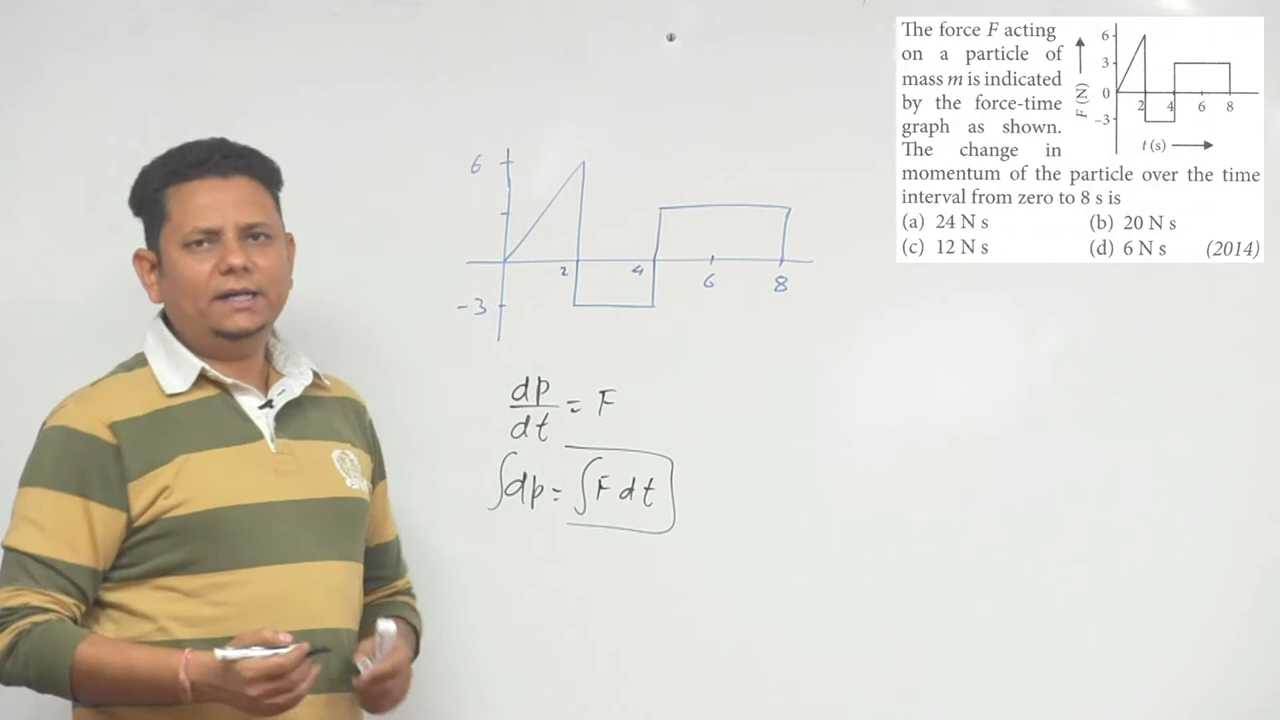 The force F acting
on a particle of
mass m is indicated
by the force-time
graph as shown.
The change in
momentum of the particle over the time
interval from zero to 8 s is
(a) 24 N s (b) 20 N s
(c) 12 N s (d) 6 N s (2014)
6
3
0
-3
F (N)
2 4 6 8
t (s)
6
2 4 6 8
-3
dp/dt = F
∫dp = ∫F dt